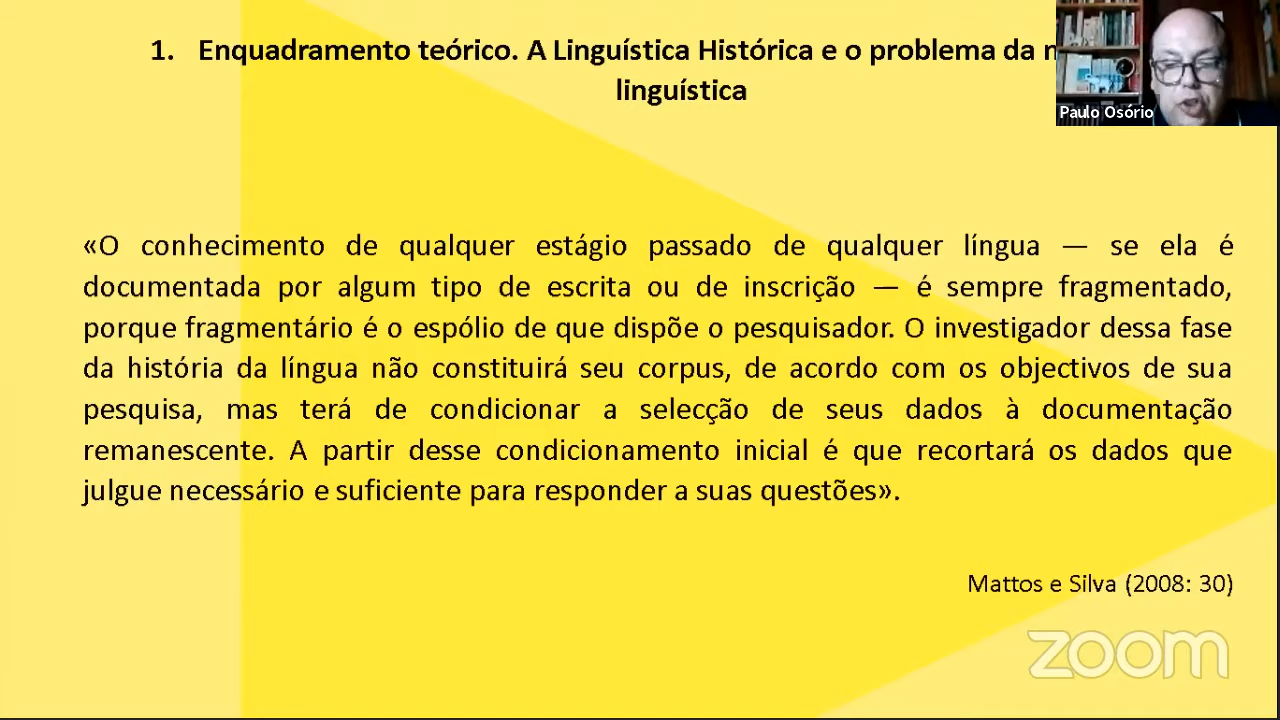 1. Enquadramento teórico. A Linguística Histórica e o problema da
linguística
Paulo Osório
«O conhecimento de qualquer estágio passado de qualquer língua — se ela é
documentada por algum tipo de escrita ou de inscrição — é sempre fragmentado,
porque fragmentário é o espólio de que dispõe o pesquisador. O investigador dessa fase
da história da língua não constituirá seu corpus, de acordo com os objectivos de sua
pesquisa, mas terá de condicionar a selecção de seus dados à documentação
remanescente. A partir desse condicionamento inicial é que recortará os dados que
julgue necessário e suficiente para responder a suas questões».
Mattos e Silva (2008: 30)
zoom